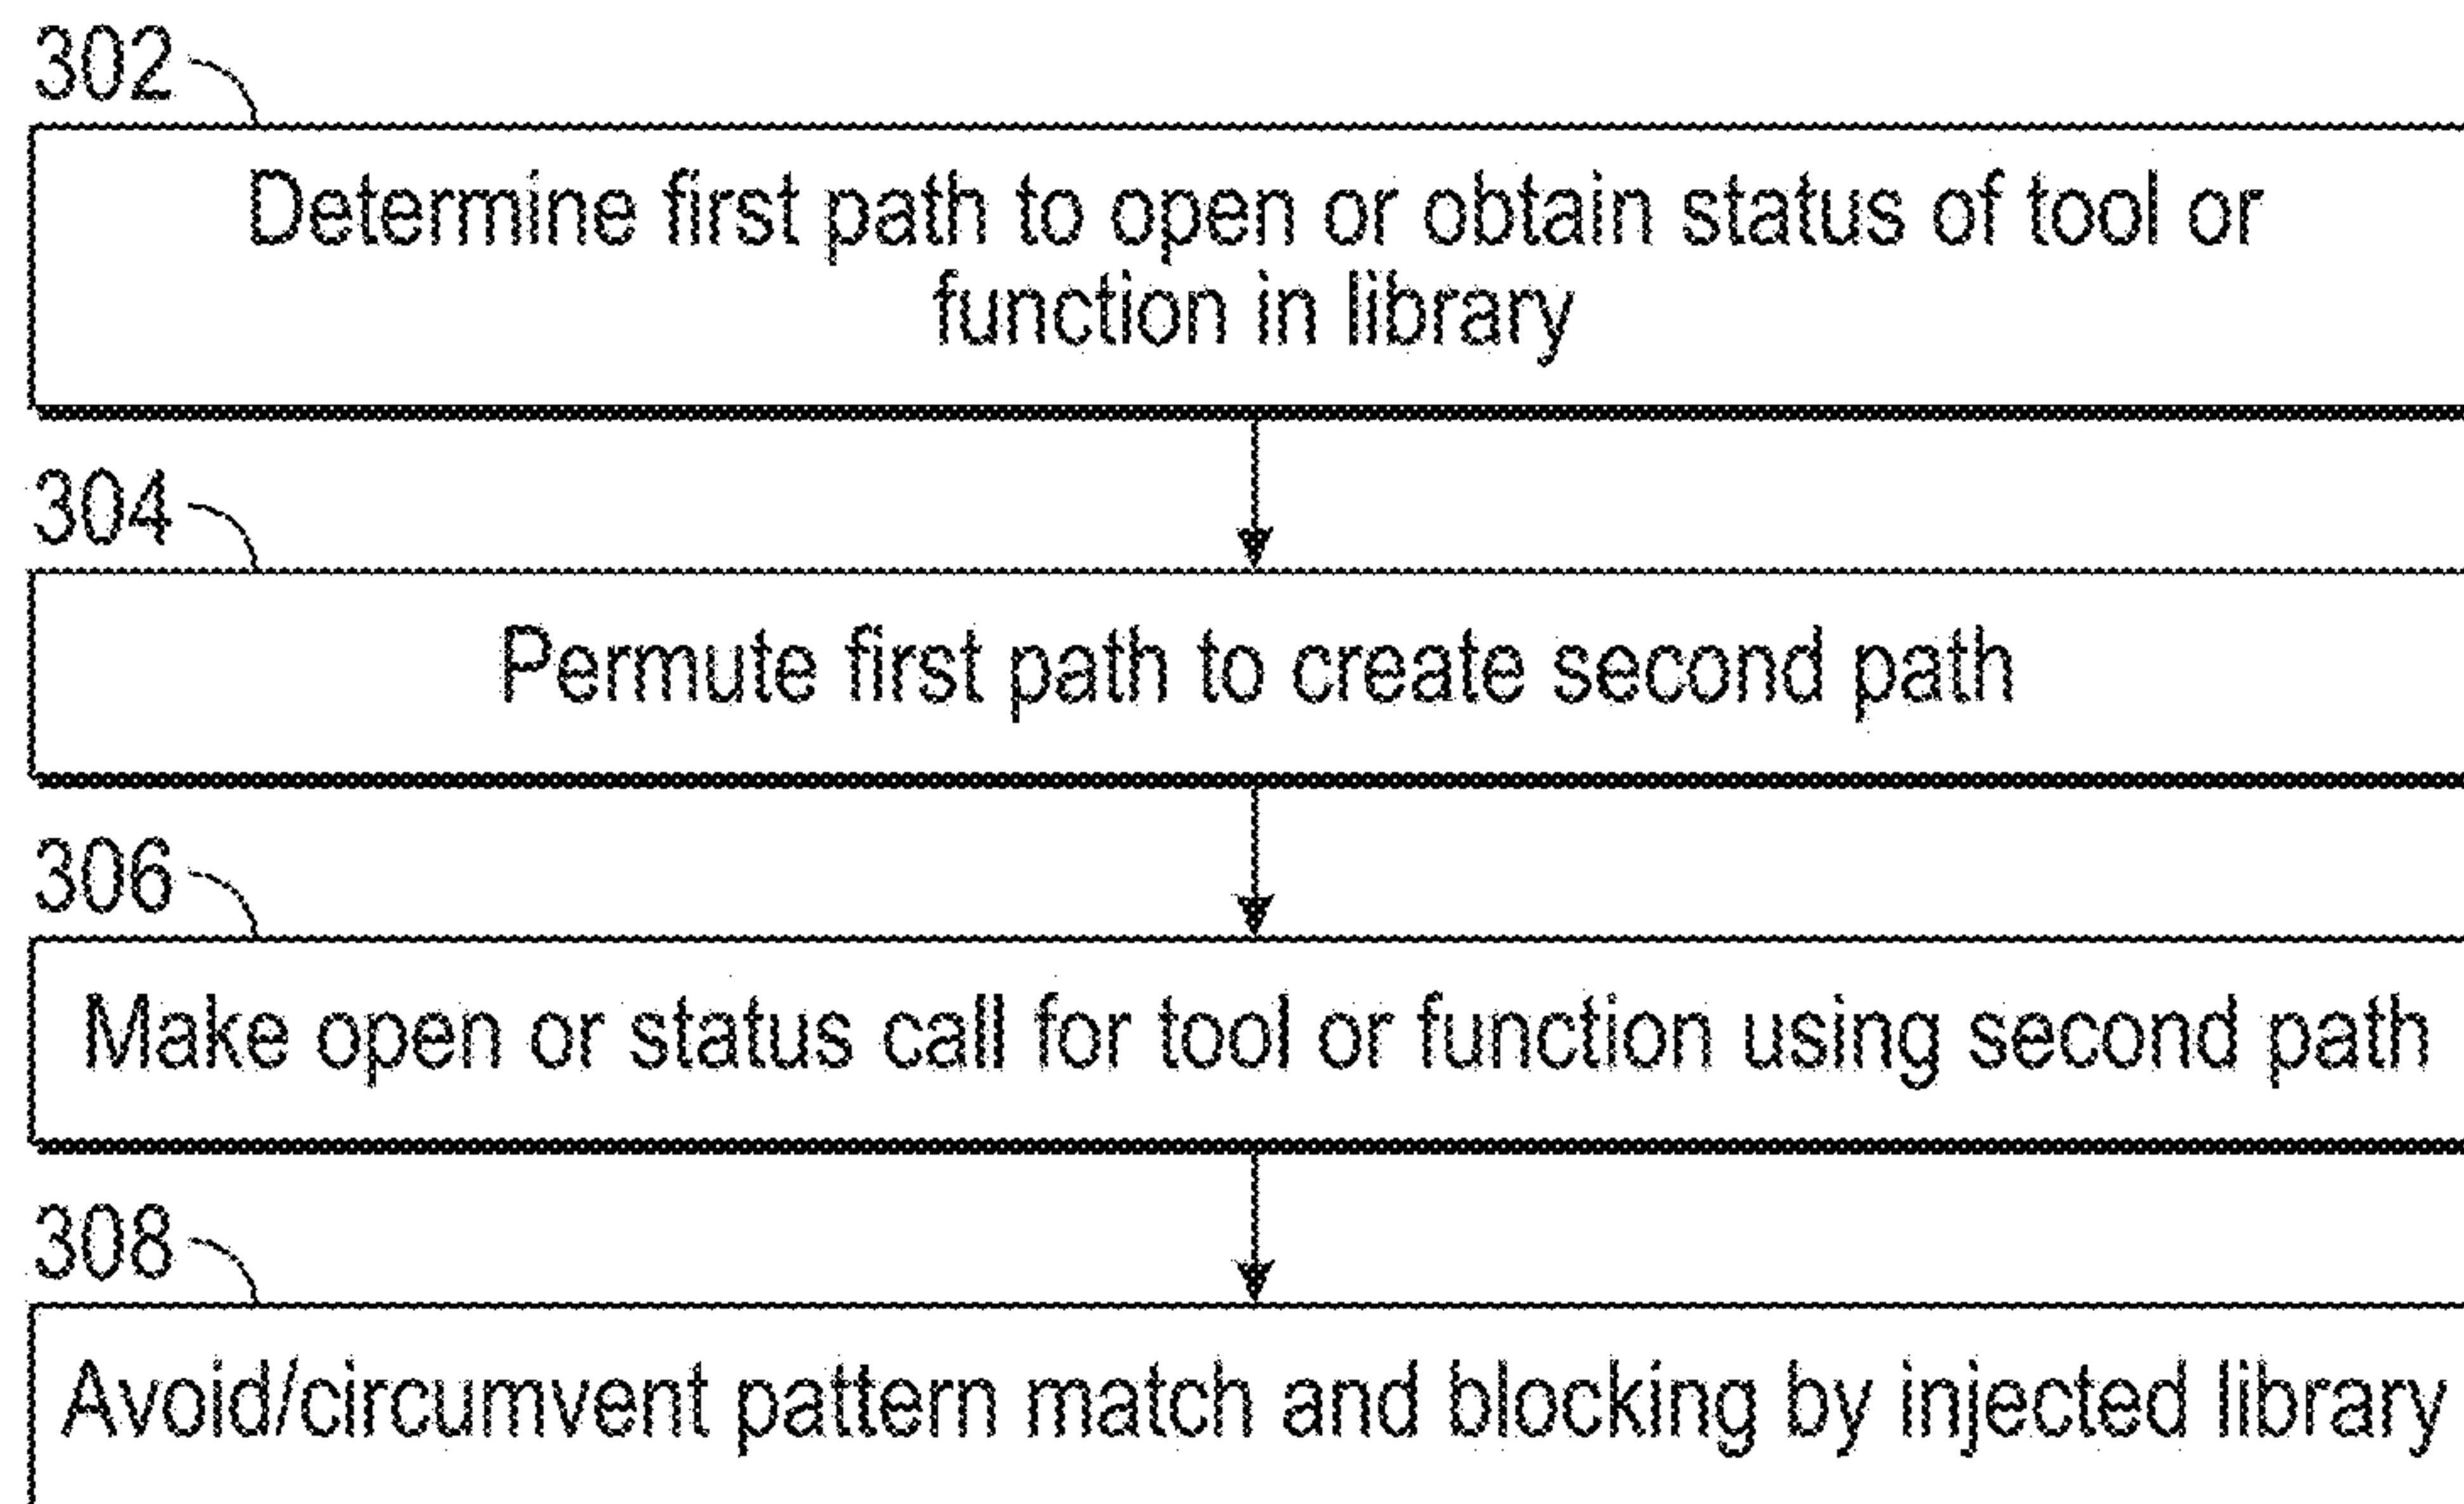 302
Determine first path to open or obtain status of tool or
function in library
304
Permute first path to create second path
306
Make open or status call for tool or function using second path
308
Avoid/circumvent pattern match and blocking by injected library